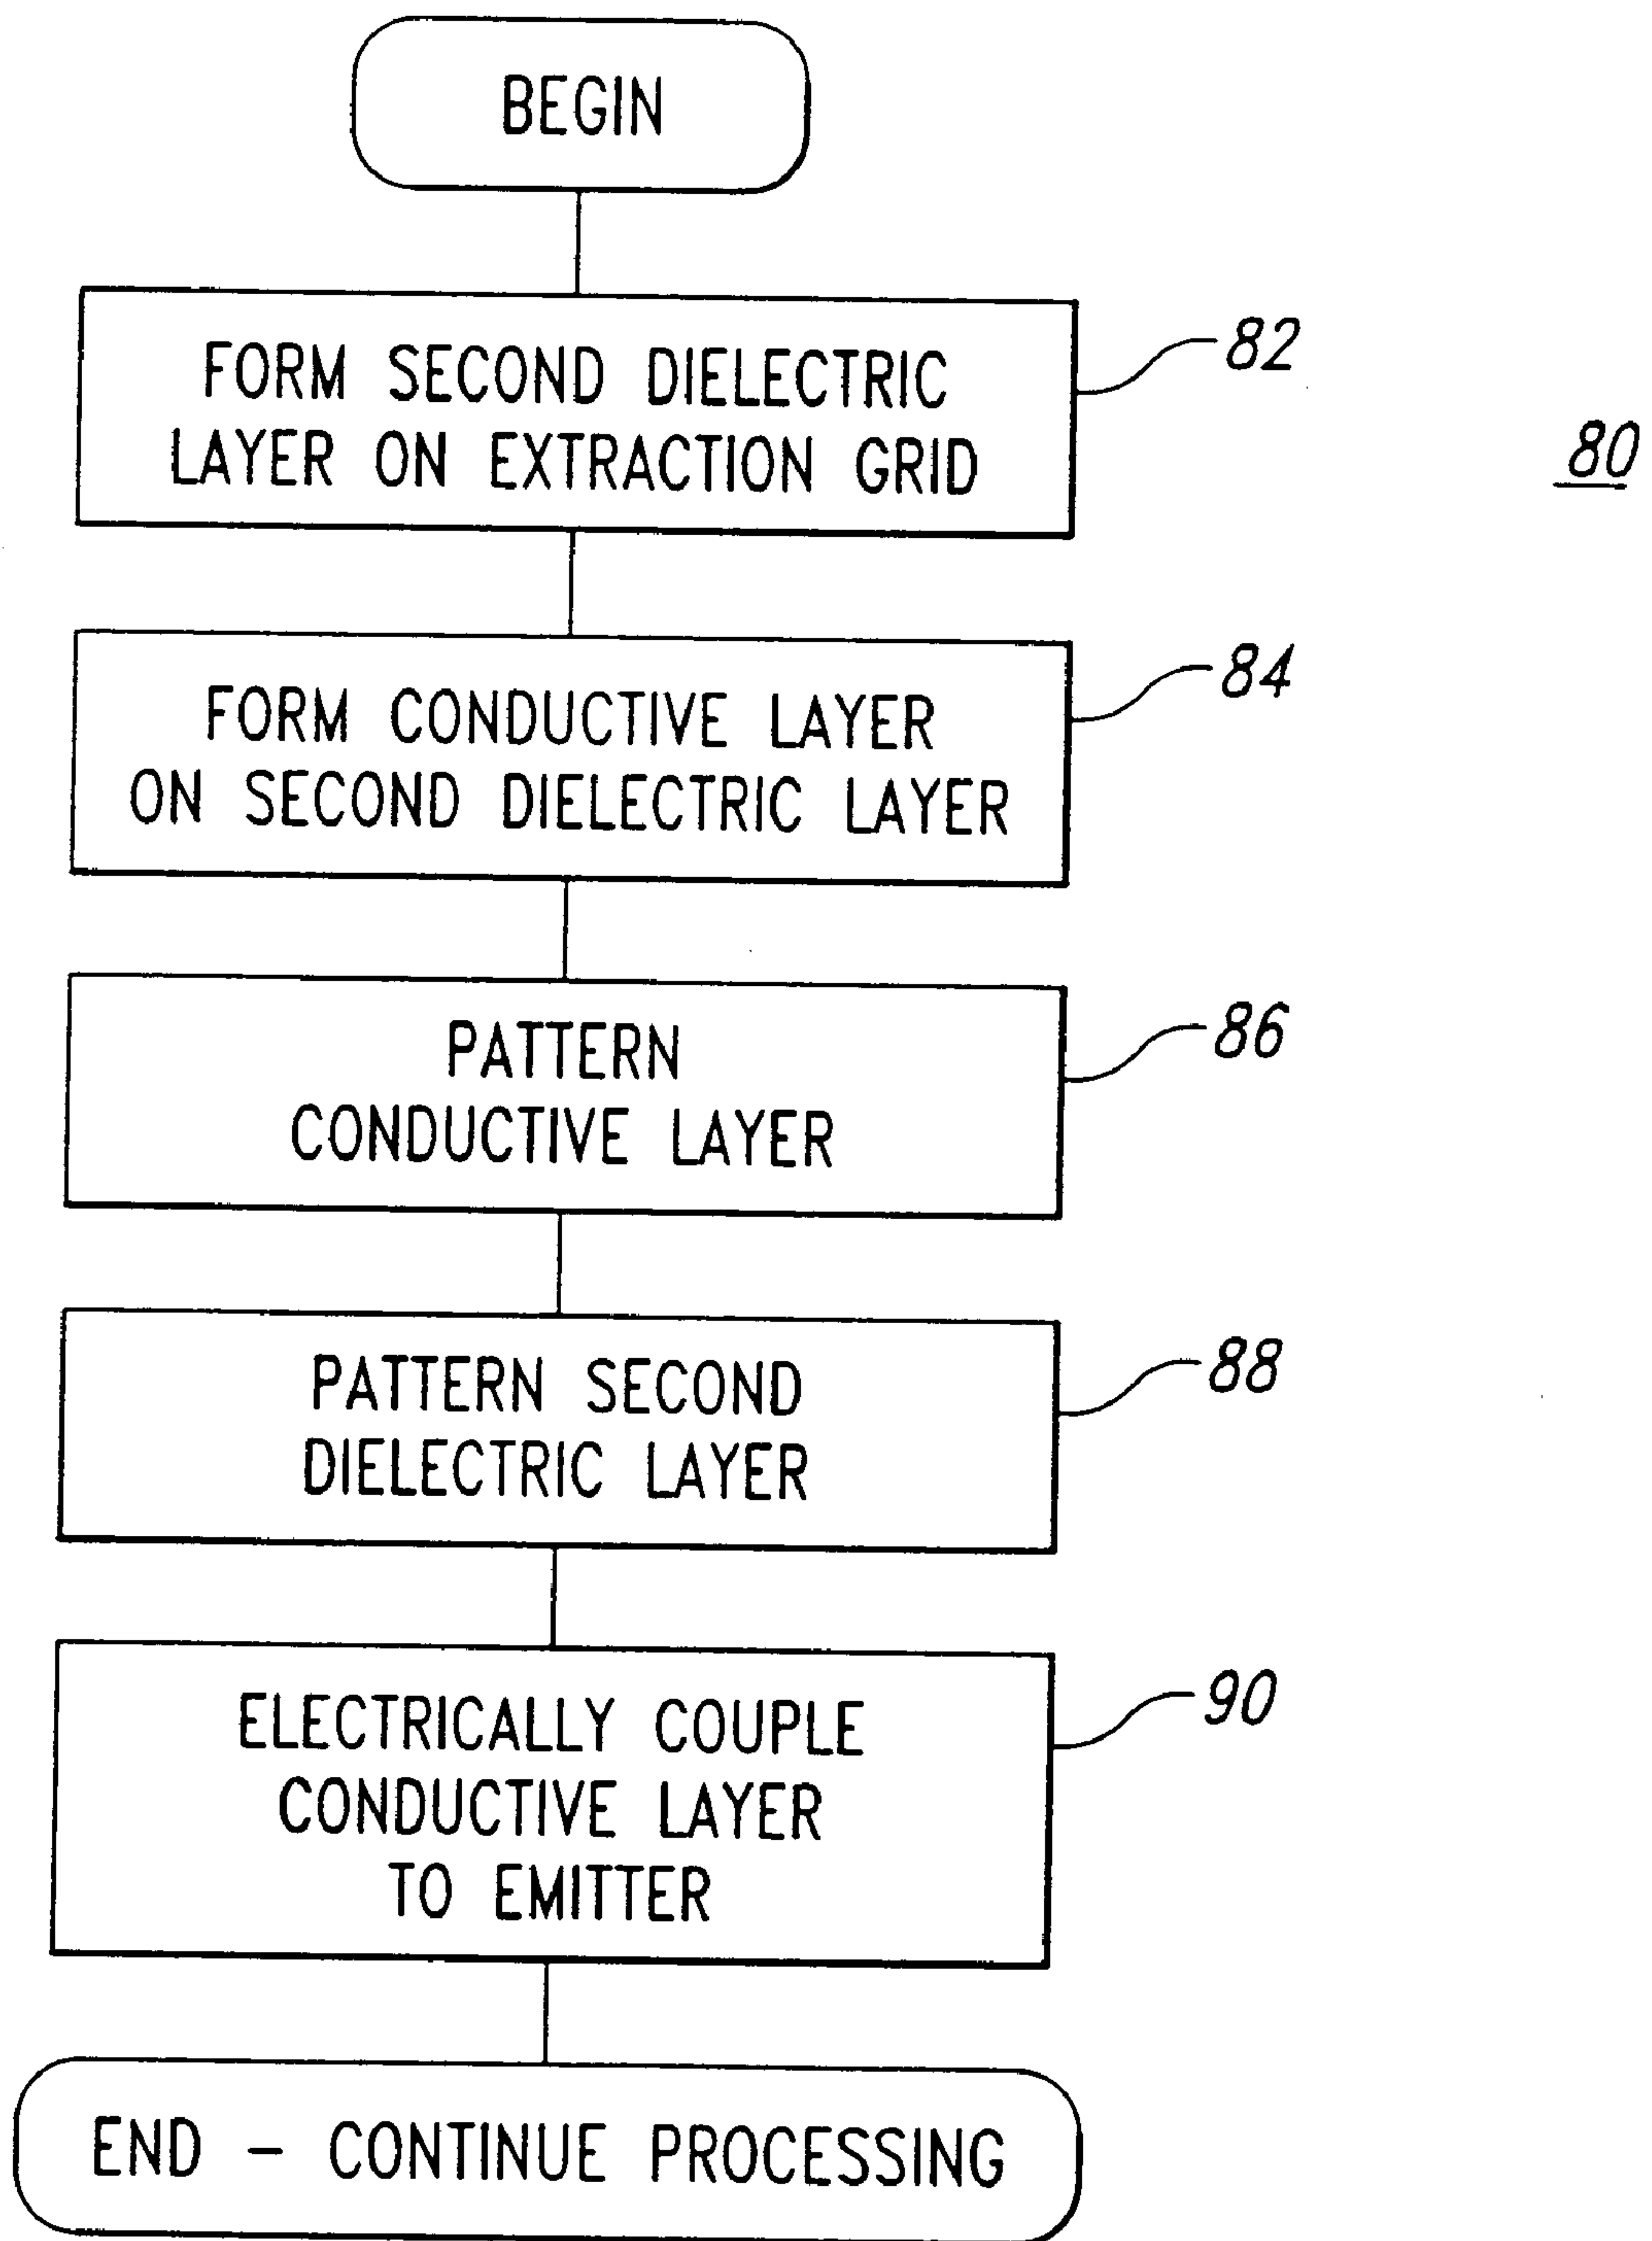 BEGIN
FORM SECOND DIELECTRIC
LAYER ON EXTRACTION GRID
82
80
FORM CONDUCTIVE LAYER
ON SECOND DIELECTRIC LAYER
84
PATTERN
CONDUCTIVE LAYER
86
PATTERN SECOND
DIELECTRIC LAYER
88
ELECTRICALLY COUPLE
CONDUCTIVE LAYER
TO EMITTER
90
END – CONTINUE PROCESSING